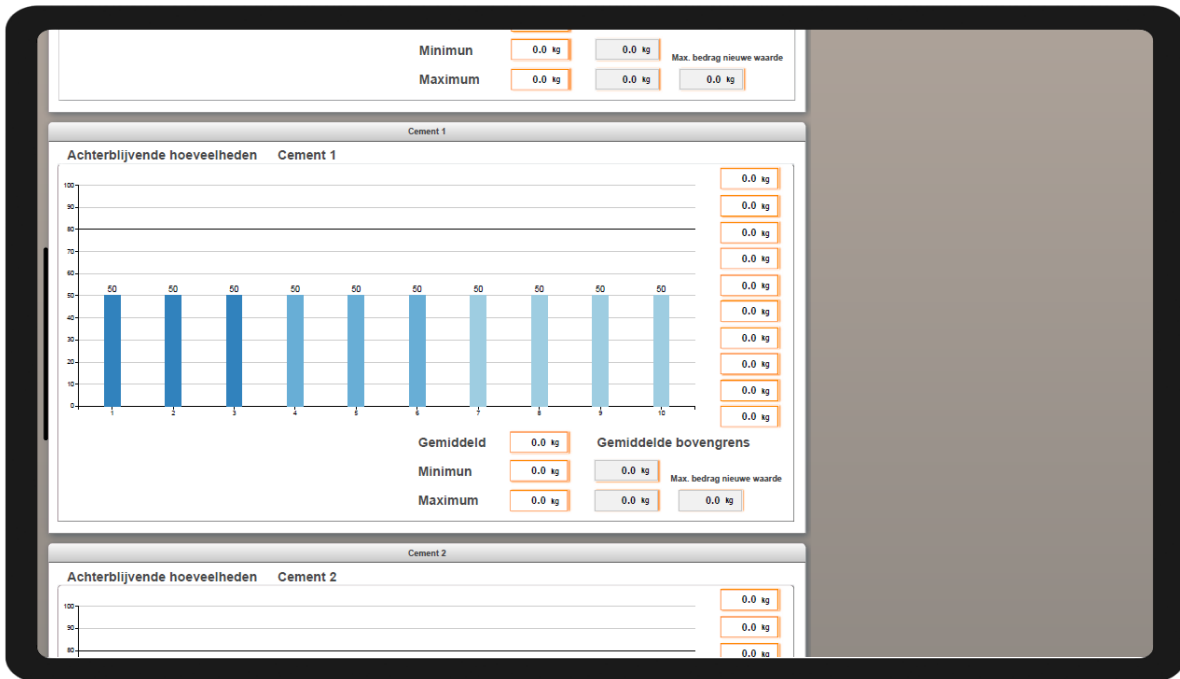 Minimun 0.0 kg 0.0 kg Max. bedrag nieuwe waarde
Maximum 0.0 kg 0.0 kg 0.0 kg
Cement 1
Achterblijvende hoeveelheden Cement 1
0.0 kg
0.0 kg
0.0 kg
0.0 kg
0.0 kg
0.0 kg
0.0 kg
0.0 kg
0.0 kg
0.0 kg
100
90
80
70
60
50
40
30
20
10
0
50 50 50 50 50 50 50 50 50 50
1 2 3 4 5 6 7 8 9 10
Gemiddeld 0.0 kg Gemiddelde bovengrens
Minimun 0.0 kg 0.0 kg Max. bedrag nieuwe waarde
Maximum 0.0 kg 0.0 kg 0.0 kg
Cement 2
Achterblijvende hoeveelheden Cement 2
0.0 kg
0.0 kg
0.0 kg
100
90
80